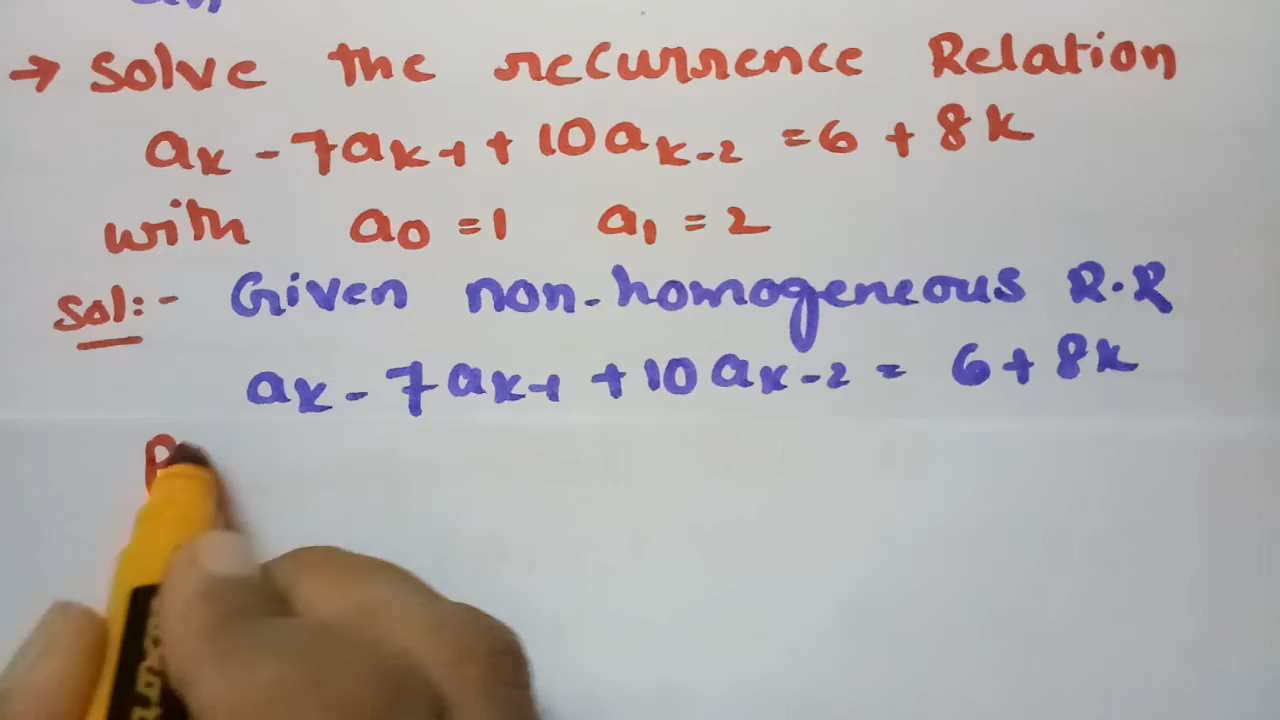 → Solve the reccurrence Relation
aₖ - 7aₖ₋₁ + 10aₖ₋₂ = 6 + 8k
with a₀ = 1 a₁ = 2
Sol:- Given non-homogeneous R.R
aₖ - 7aₖ₋₁ + 10aₖ₋₂ = 6 + 8k